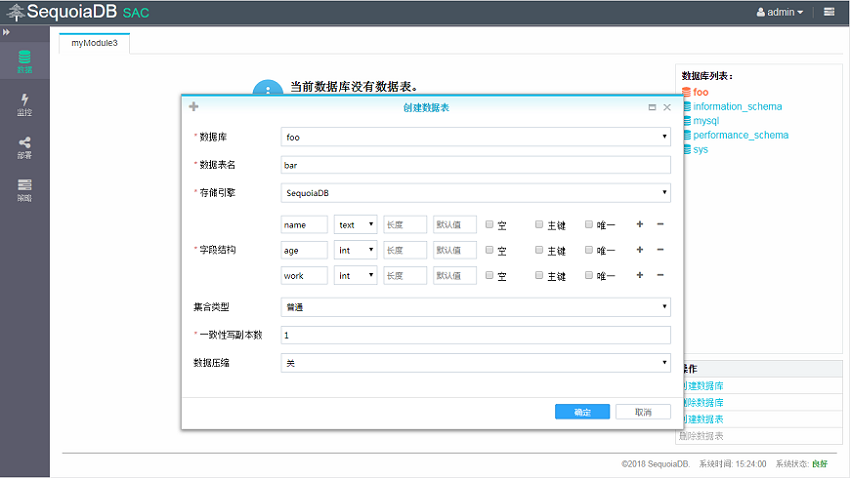 SequoiaDB SAC
admin
myModule3
数据
监控
部署
策略
当前数据库没有数据表。
数据库列表：
foo
information_schema
mysql
performance_schema
sys
创建数据表
* 数据库 foo
* 数据表名 bar
* 存储引擎 SequoiaDB
* 字段结构
name text 长度 默认值 空 主键 唯一
age int 长度 默认值 空 主键 唯一
work int 长度 默认值 空 主键 唯一
集合类型 普通
* 一致性写副本数 1
数据压缩 关
确定 取消
操作
创建数据库
删除数据库
创建数据表
删除数据表
©2018 SequoiaDB. 系统时间: 15:24:00 系统状态: 良好